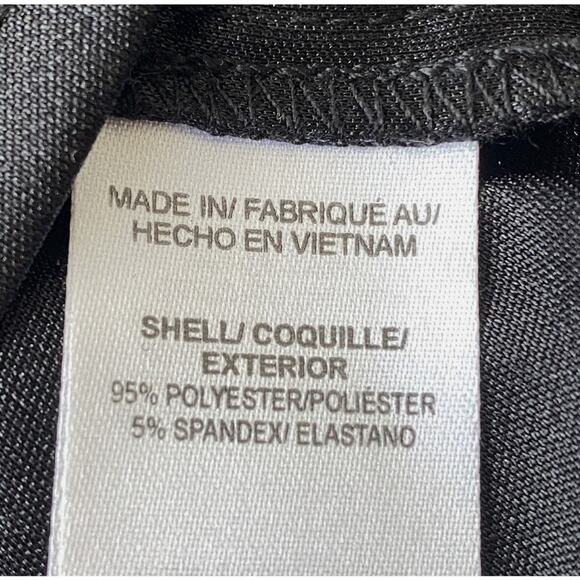 MADE IN/ FABRIQUÉ AU/
HECHO EN VIETNAM
SHELL/ COQUILLE/
EXTERIOR
95% POLYESTER/POLIÉSTER
5% SPANDEX/ ELASTANO